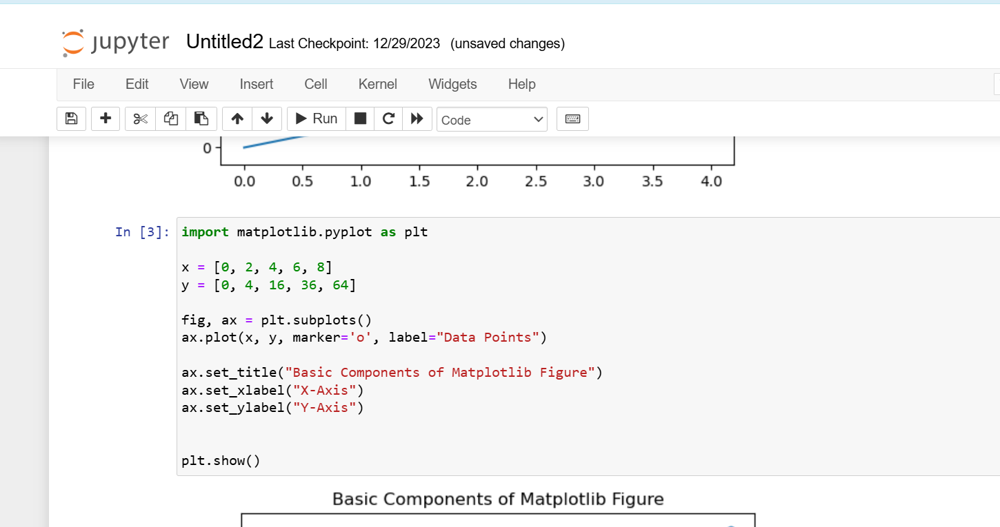 jupyter Untitled2 Last Checkpoint: 12/29/2023 (unsaved changes)
File Edit View Insert Cell Kernel Widgets Help
Run Code
0
0.0 0.5 1.0 1.5 2.0 2.5 3.0 3.5 4.0
In [3]: import matplotlib.pyplot as plt
x = [0, 2, 4, 6, 8]
y = [0, 4, 16, 36, 64]
fig, ax = plt.subplots()
ax.plot(x, y, marker='o', label="Data Points")
ax.set_title("Basic Components of Matplotlib Figure")
ax.set_xlabel("X-Axis")
ax.set_ylabel("Y-Axis")
plt.show()
Basic Components of Matplotlib Figure